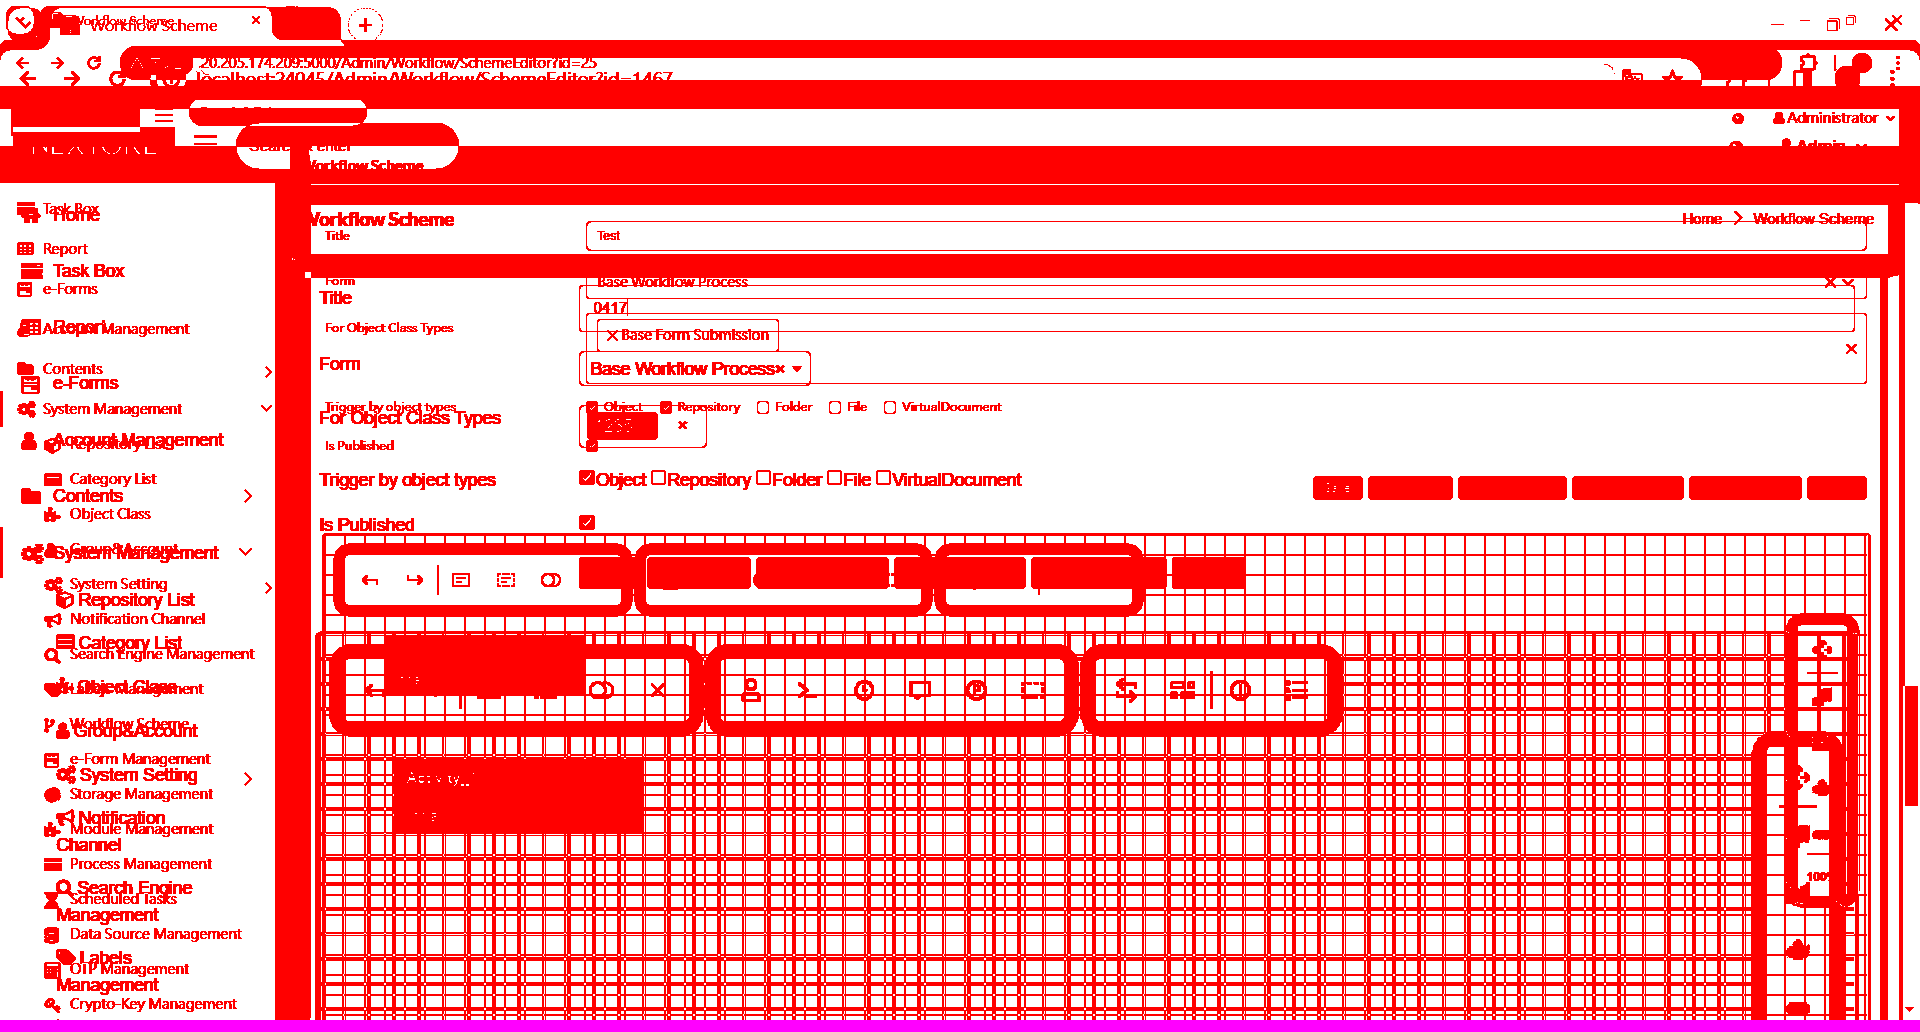 Workflow Scheme
Workflow Scheme
20.205.174.209:5000/Admin/Workflow/SchemeEditor?id=25
localhost:24045/Admin/Workflow/SchemeEditor?id=1467
Administrator
Admin
Workflow Scheme
Workflow Scheme
Home > Workflow Scheme
Title
Test
Form
Base Workflow Process
Title
0417
For Object Class Types
Base Form Submission
Form
Base Workflow Process
Trigger by object types
Object Repository Folder File VirtualDocument
For Object Class Types
Is Published
Trigger by object types
Object Repository Folder File VirtualDocument
Is Published
Activity_
100%
Task Box
Home
Report
Task Box
e-Forms
Report
Account Management
Contents
e-Forms
System Management
Account Management
Repository List
Category List
Contents
Object Class
Group&Account
System Management
System Setting
Repository List
Notification Channel
Category List
Search Engine Management
Object Class
Management
Workflow Scheme
Group&Account
e-Form Management
System Setting
Storage Management
Notification
Module Management
Channel
Process Management
Search Engine
Scheduled Tasks
Management
Data Source Management
Labels
OTP Management
Management
Crypto-Key Management